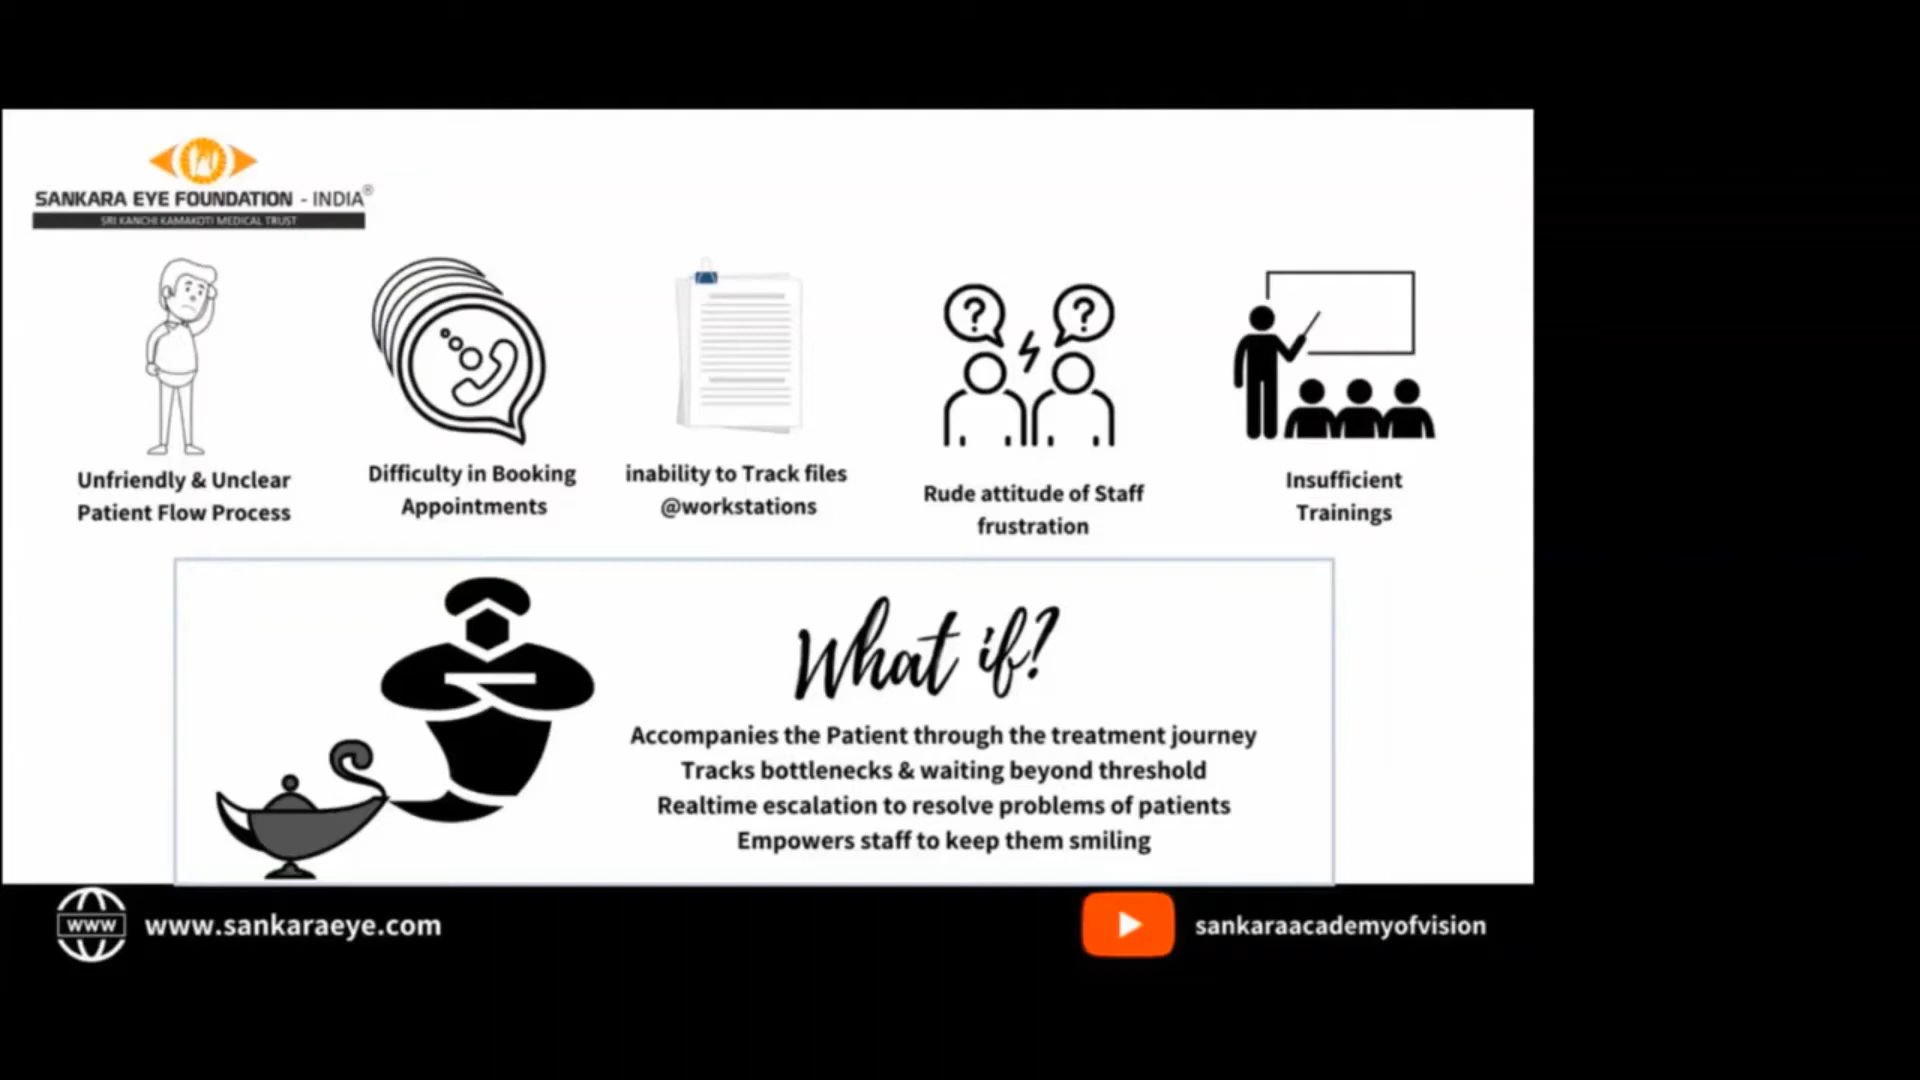 SANKARA EYE FOUNDATION - INDIA®
SRI KANCHI KAMAKOTI MEDICAL TRUST
Unfriendly & Unclear
Patient Flow Process
Difficulty in Booking
Appointments
inability to Track files
@workstations
? ?
Rude attitude of Staff
frustration
Insufficient
Trainings
What if?
Accompanies the Patient through the treatment journey
Tracks bottlenecks & waiting beyond threshold
Realtime escalation to resolve problems of patients
Empowers staff to keep them smiling
www www.sankaraeye.com
sankaraacademyofvision